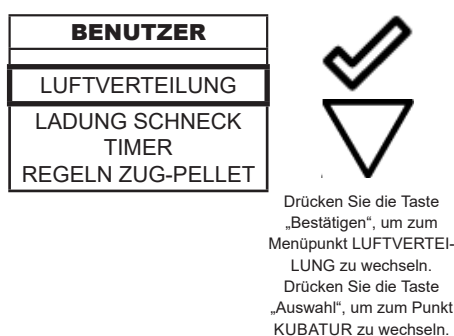 BENUTZER
LUFTVERTEILUNG
LADUNG SCHNECK
TIMER
REGELN ZUG-PELLET
Drücken Sie die Taste
„Bestätigen“, um zum
Menüpunkt LUFTVERTEI-
LUNG zu wechseln.
Drücken Sie die Taste
„Auswahl“, um zum Punkt
KUBATUR zu wechseln.